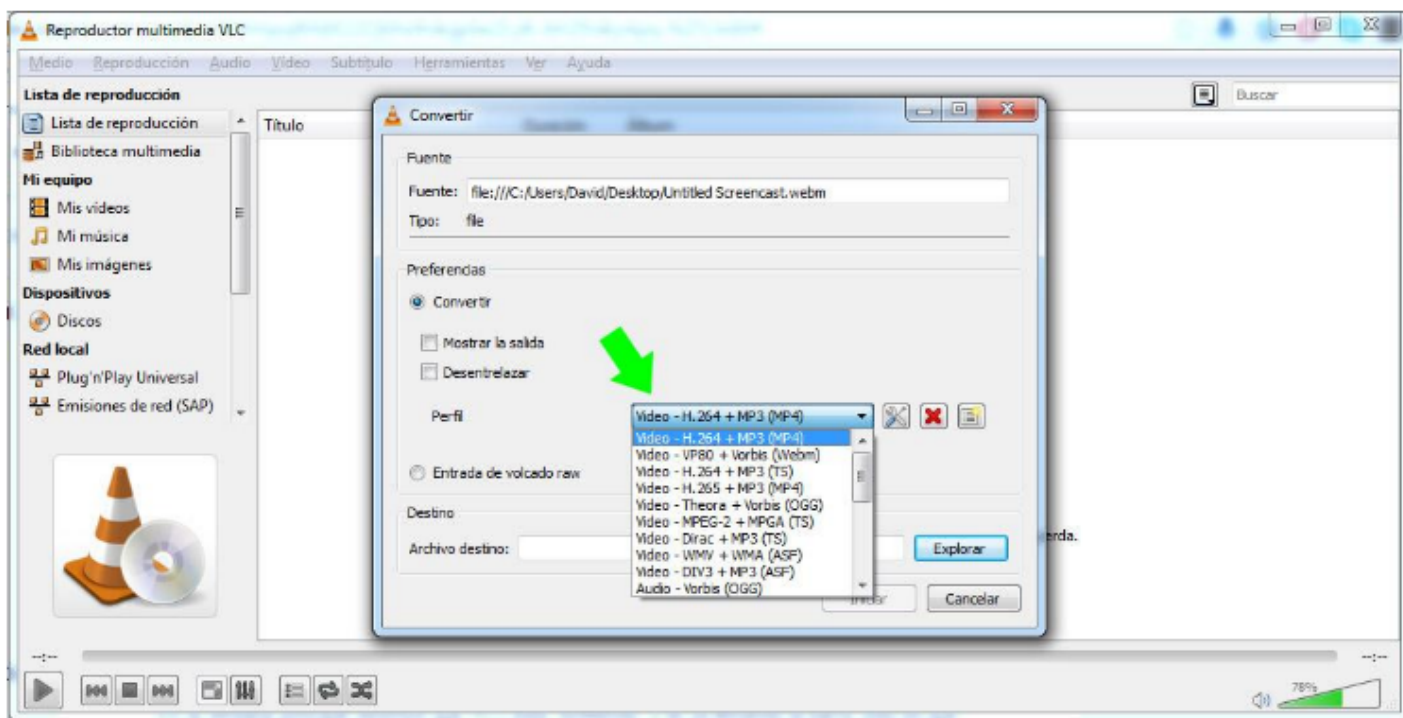 Reproductor multimedia VLC
Medio Reproducción Audio Vídeo Subtítulo Herramientas Ver Ayuda
Lista de reproducción
Buscar
Lista de reproducción
Título
Biblioteca multimedia
Mi equipo
Mis vídeos
Mi música
Mis imágenes
Dispositivos
Discos
Red local
Plug'n'Play Universal
Emisiones de red (SAP)
Convertir
Fuente
Fuente: file:///C:/Users/David/Desktop/Untitled Screencast.webm
Tipo: file
Preferencias
Convertir
Mostrar la salida
Desentrelazar
Perfil
Video - H.264 + MP3 (MP4)
Video - H.264 + MP3 (MP4)
Video - VP80 + Vorbis (Webm)
Video - H.264 + MP3 (TS)
Video - H.265 + MP3 (MP4)
Video - Theora + Vorbis (OGG)
Video - MPEG-2 + MPGA (TS)
Video - Dirac + MP3 (TS)
Video - WMV + WMA (ASF)
Video - DIV3 + MP3 (ASF)
Audio - Vorbis (OGG)
Entrada de volcado raw
Destino
Archivo destino:
Explorar
Iniciar
Cancelar
erda.
--:--
--:--
78%